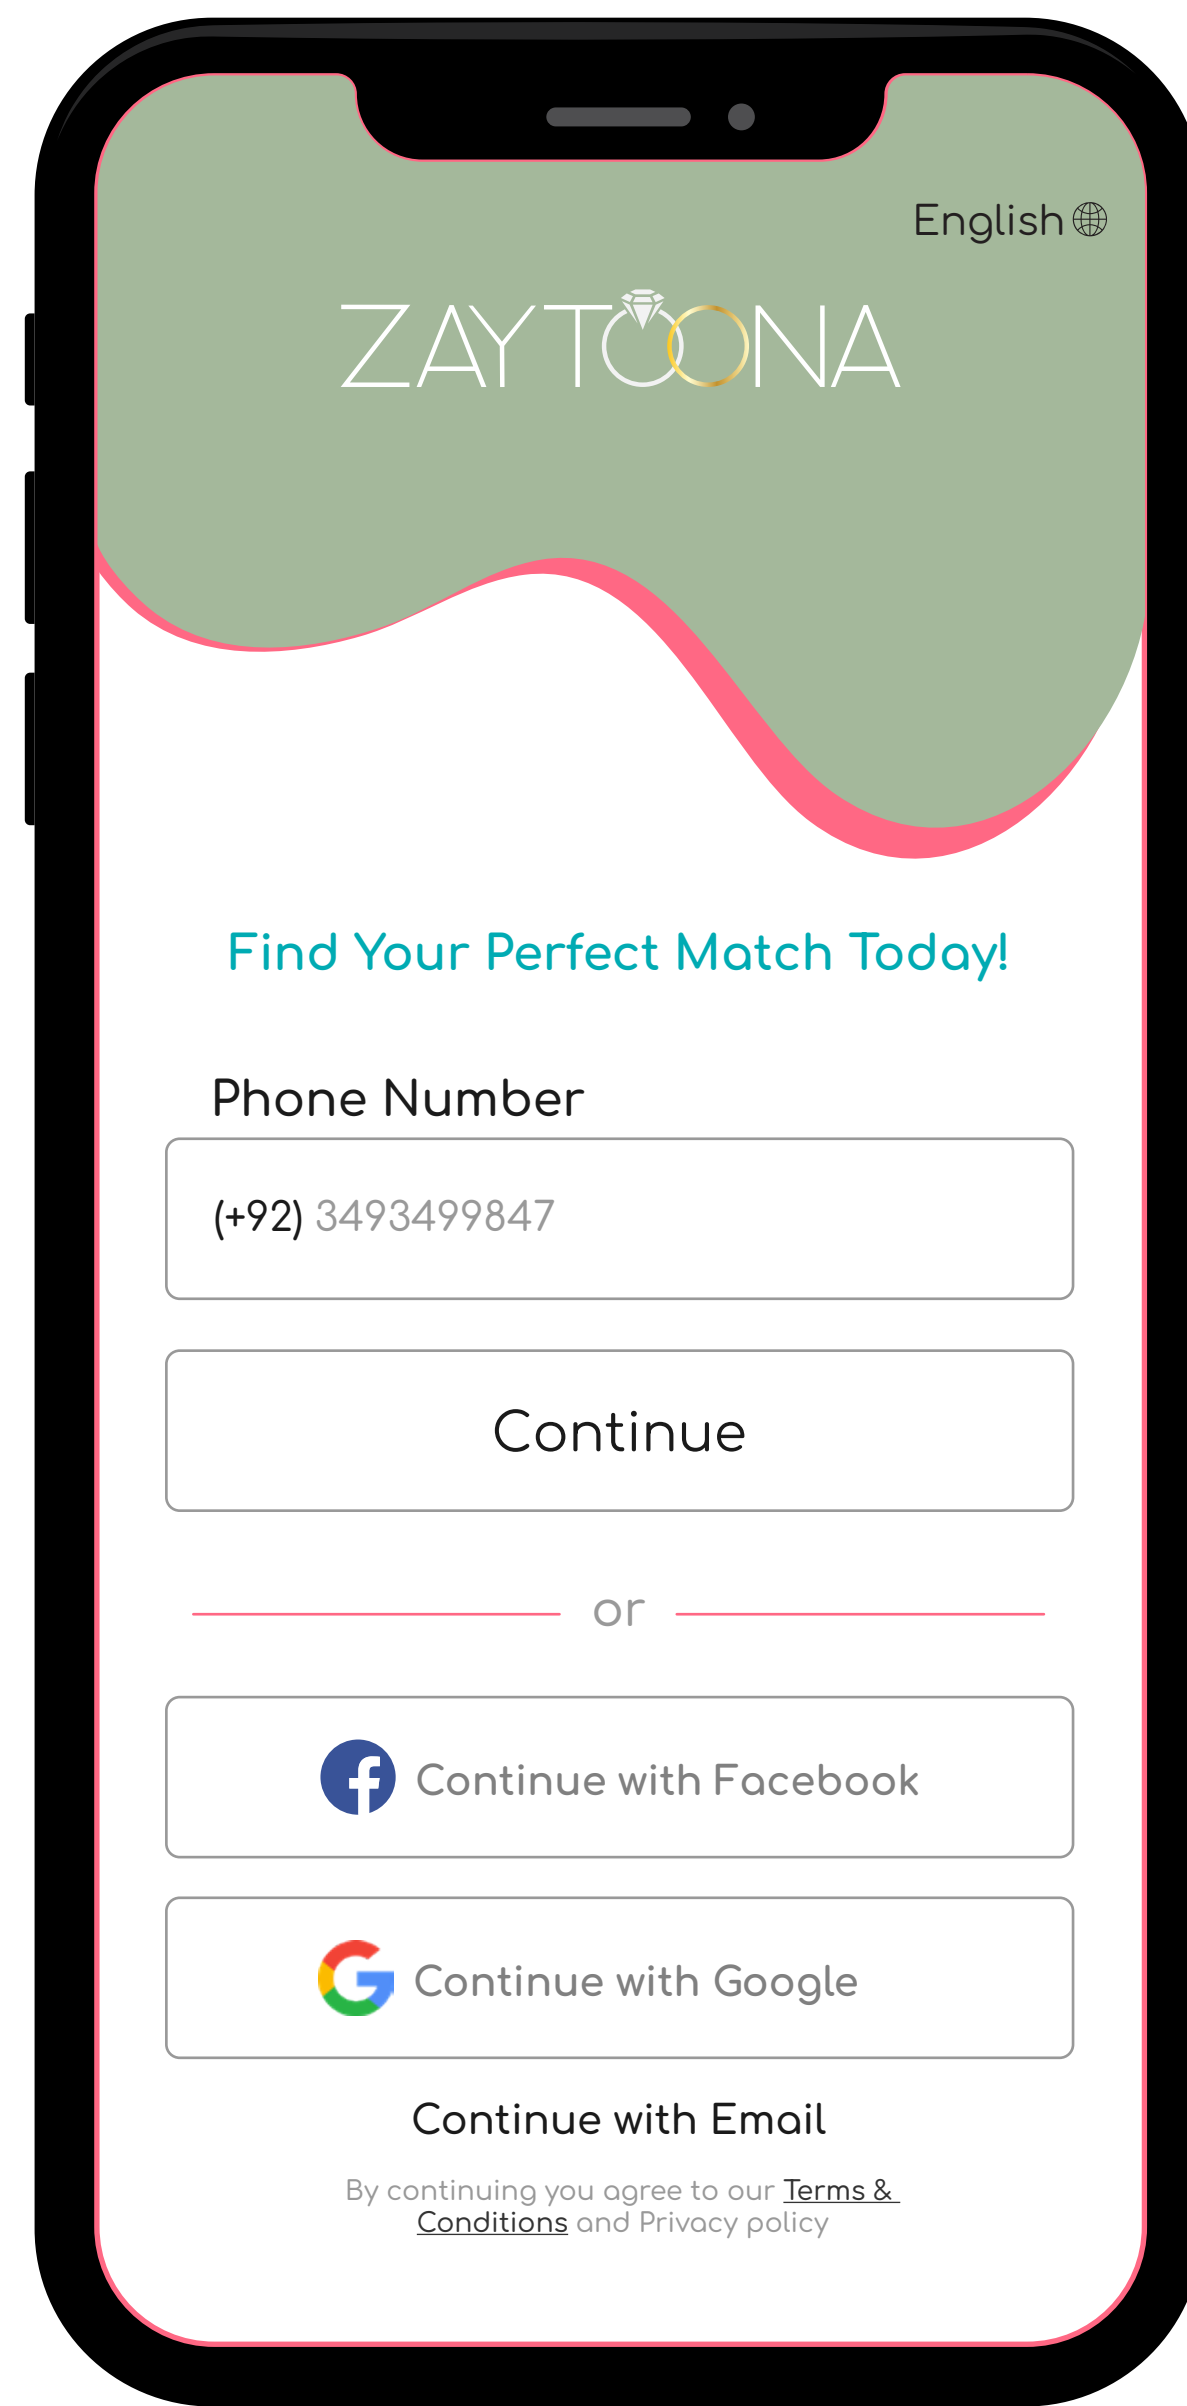 English
ZAYTOONA
Find Your Perfect Match Today!
Phone Number
(+92) 3493499847
Continue
or
Continue with Facebook
Continue with Google
Continue with Email
By continuing you agree to our Terms &
Conditions and Privacy policy